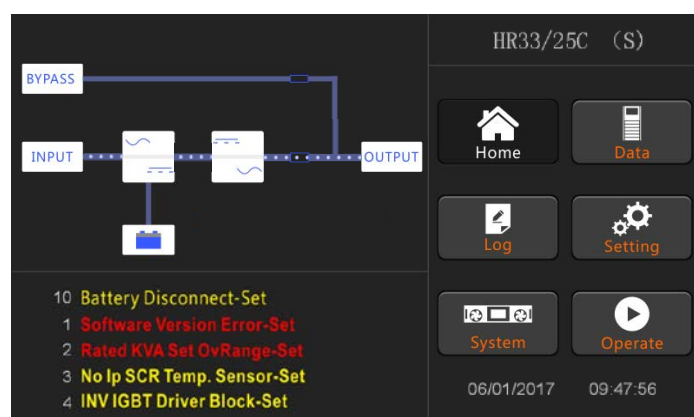 HR33/25C (S)
BYPASS
INPUT
OUTPUT
Home
Data
Log
Setting
System
Operate
10 Battery Disconnect-Set
1 Software Version Error-Set
2 Rated KVA Set OvRange-Set
3 No Ip SCR Temp. Sensor-Set
4 INV IGBT Driver Block-Set
06/01/2017 09:47:56